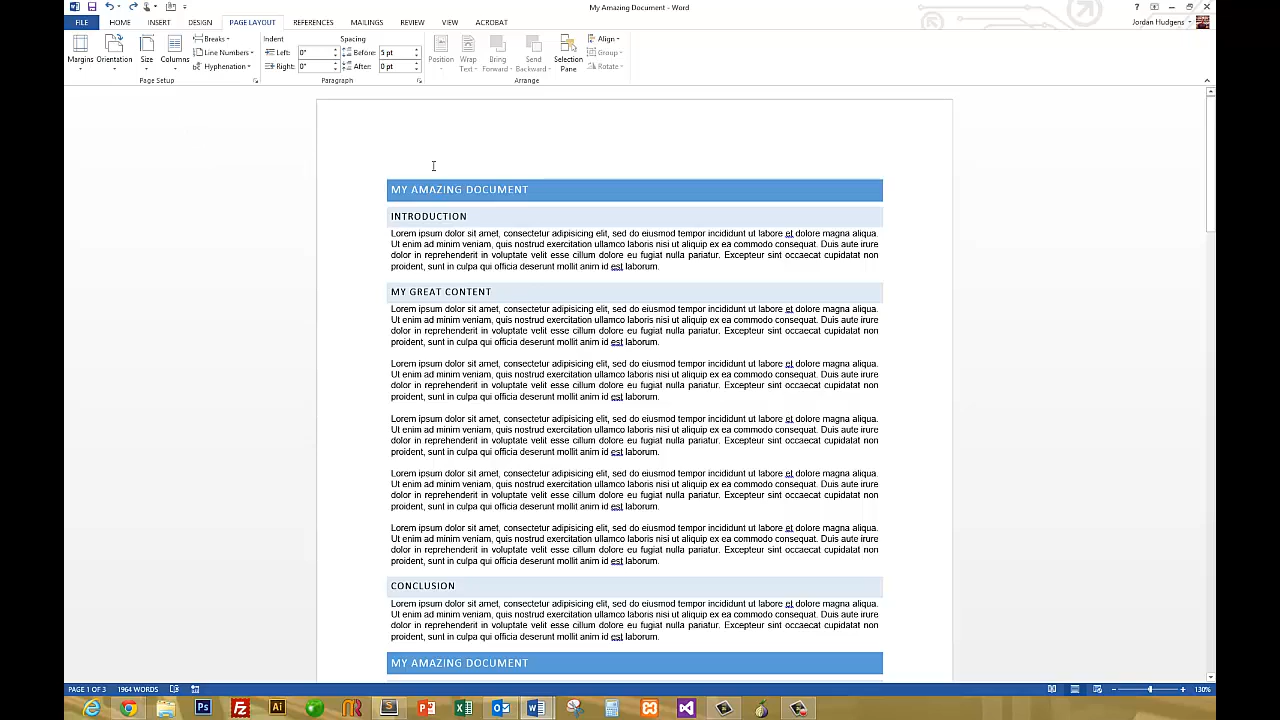 My Amazing Document - Word
FILE HOME INSERT DESIGN PAGE LAYOUT REFERENCES MAILINGS REVIEW VIEW ACROBAT
Jordan Hudgens
Margins Orientation Size Columns
Breaks
Line Numbers
Hyphenation
Page Setup
Indent
Left: 0"
Right: 0"
Spacing
Before: 5 pt
After: 0 pt
Paragraph
Position
Wrap Text
Bring Forward
Send Backward
Selection Pane
Align
Group
Rotate
Arrange
MY AMAZING DOCUMENT
INTRODUCTION
Lorem ipsum dolor sit amet, consectetur adipisicing elit, sed do eiusmod tempor incididunt ut labore et dolore magna aliqua.
Ut enim ad minim veniam, quis nostrud exercitation ullamco laboris nisi ut aliquip ex ea commodo consequat. Duis aute irure
dolor in reprehenderit in voluptate velit esse cillum dolore eu fugiat nulla pariatur. Excepteur sint occaecat cupidatat non
proident, sunt in culpa qui officia deserunt mollit anim id est laborum.
MY GREAT CONTENT
Lorem ipsum dolor sit amet, consectetur adipisicing elit, sed do eiusmod tempor incididunt ut labore et dolore magna aliqua.
Ut enim ad minim veniam, quis nostrud exercitation ullamco laboris nisi ut aliquip ex ea commodo consequat. Duis aute irure
dolor in reprehenderit in voluptate velit esse cillum dolore eu fugiat nulla pariatur. Excepteur sint occaecat cupidatat non
proident, sunt in culpa qui officia deserunt mollit anim id est laborum.
Lorem ipsum dolor sit amet, consectetur adipisicing elit, sed do eiusmod tempor incididunt ut labore et dolore magna aliqua.
Ut enim ad minim veniam, quis nostrud exercitation ullamco laboris nisi ut aliquip ex ea commodo consequat. Duis aute irure
dolor in reprehenderit in voluptate velit esse cillum dolore eu fugiat nulla pariatur. Excepteur sint occaecat cupidatat non
proident, sunt in culpa qui officia deserunt mollit anim id est laborum.
Lorem ipsum dolor sit amet, consectetur adipisicing elit, sed do eiusmod tempor incididunt ut labore et dolore magna aliqua.
Ut enim ad minim veniam, quis nostrud exercitation ullamco laboris nisi ut aliquip ex ea commodo consequat. Duis aute irure
dolor in reprehenderit in voluptate velit esse cillum dolore eu fugiat nulla pariatur. Excepteur sint occaecat cupidatat non
proident, sunt in culpa qui officia deserunt mollit anim id est laborum.
Lorem ipsum dolor sit amet, consectetur adipisicing elit, sed do eiusmod tempor incididunt ut labore et dolore magna aliqua.
Ut enim ad minim veniam, quis nostrud exercitation ullamco laboris nisi ut aliquip ex ea commodo consequat. Duis aute irure
dolor in reprehenderit in voluptate velit esse cillum dolore eu fugiat nulla pariatur. Excepteur sint occaecat cupidatat non
proident, sunt in culpa qui officia deserunt mollit anim id est laborum.
Lorem ipsum dolor sit amet, consectetur adipisicing elit, sed do eiusmod tempor incididunt ut labore et dolore magna aliqua.
Ut enim ad minim veniam, quis nostrud exercitation ullamco laboris nisi ut aliquip ex ea commodo consequat. Duis aute irure
dolor in reprehenderit in voluptate velit esse cillum dolore eu fugiat nulla pariatur. Excepteur sint occaecat cupidatat non
proident, sunt in culpa qui officia deserunt mollit anim id est laborum.
CONCLUSION
Lorem ipsum dolor sit amet, consectetur adipisicing elit, sed do eiusmod tempor incididunt ut labore et dolore magna aliqua.
Ut enim ad minim veniam, quis nostrud exercitation ullamco laboris nisi ut aliquip ex ea commodo consequat. Duis aute irure
dolor in reprehenderit in voluptate velit esse cillum dolore eu fugiat nulla pariatur. Excepteur sint occaecat cupidatat non
proident, sunt in culpa qui officia deserunt mollit anim id est laborum.
MY AMAZING DOCUMENT
PAGE 1 OF 3 1964 WORDS 130%